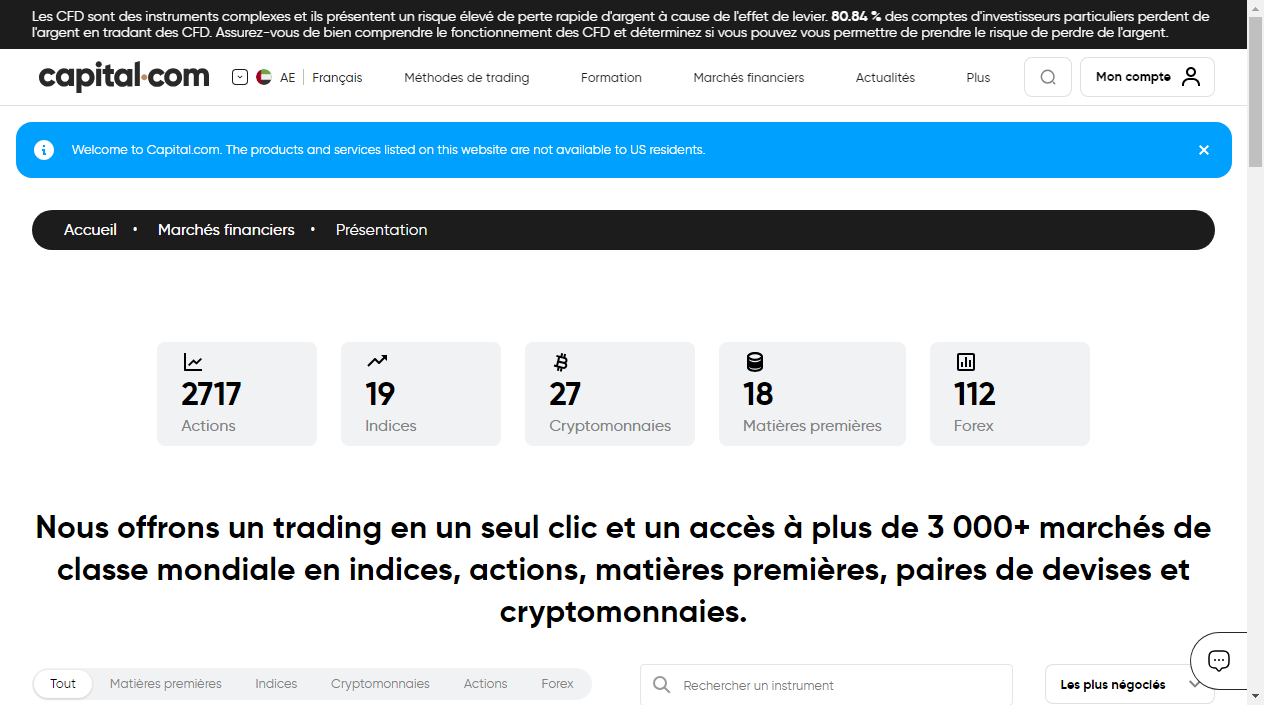 Les CFD sont des instruments complexes et ils présentent un risque élevé de perte rapide d'argent à cause de l'effet de levier. 80.84 % des comptes d'investisseurs particuliers perdent de
l'argent en tradant des CFD. Assurez-vous de bien comprendre le fonctionnement des CFD et déterminez si vous pouvez vous permettre de prendre le risque de perdre de l'argent.
capital.com AE Français Méthodes de trading Formation Marchés financiers Actualités Plus Mon compte
Welcome to Capital.com. The products and services listed on this website are not available to US residents.
Accueil • Marchés financiers • Présentation
2717 19 27 18 112
Actions Indices Cryptomonnaies Matières premières Forex
Nous offrons un trading en un seul clic et un accès à plus de 3 000+ marchés de
classe mondiale en indices, actions, matières premières, paires de devises et
cryptomonnaies.
Tout Matières premières Indices Cryptomonnaies Actions Forex Rechercher un instrument Les plus négociés